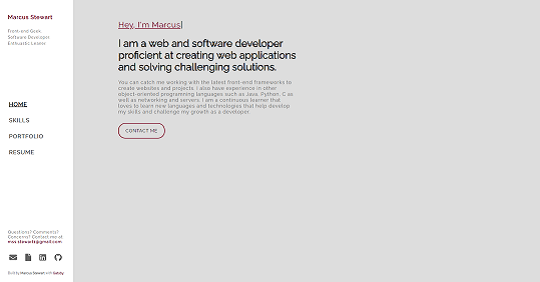 Marcus Stewart
Front-end Geek,
Software Developer
Enthustic Leaner
HOME
SKILLS
PORTFOLIO
RESUME
Questions? Comments?
Concerns? Contact me at
mss.stewart@gmail.com
Built by Marcus Stewart with Gatsby
Hey, I'm Marcus|
I am a web and software developer
proficient at creating web applications
and solving challenging solutions.
You can catch me working with the latest front-end frameworks to
create websites and projects. I also have experience in other
object-oriented programming languages such as Java, Python, C as
well as networking and servers. I am a continuous learner that
loves to learn new languages and technologies that help develop
my skills and challenge my growth as a developer.
CONTACT ME